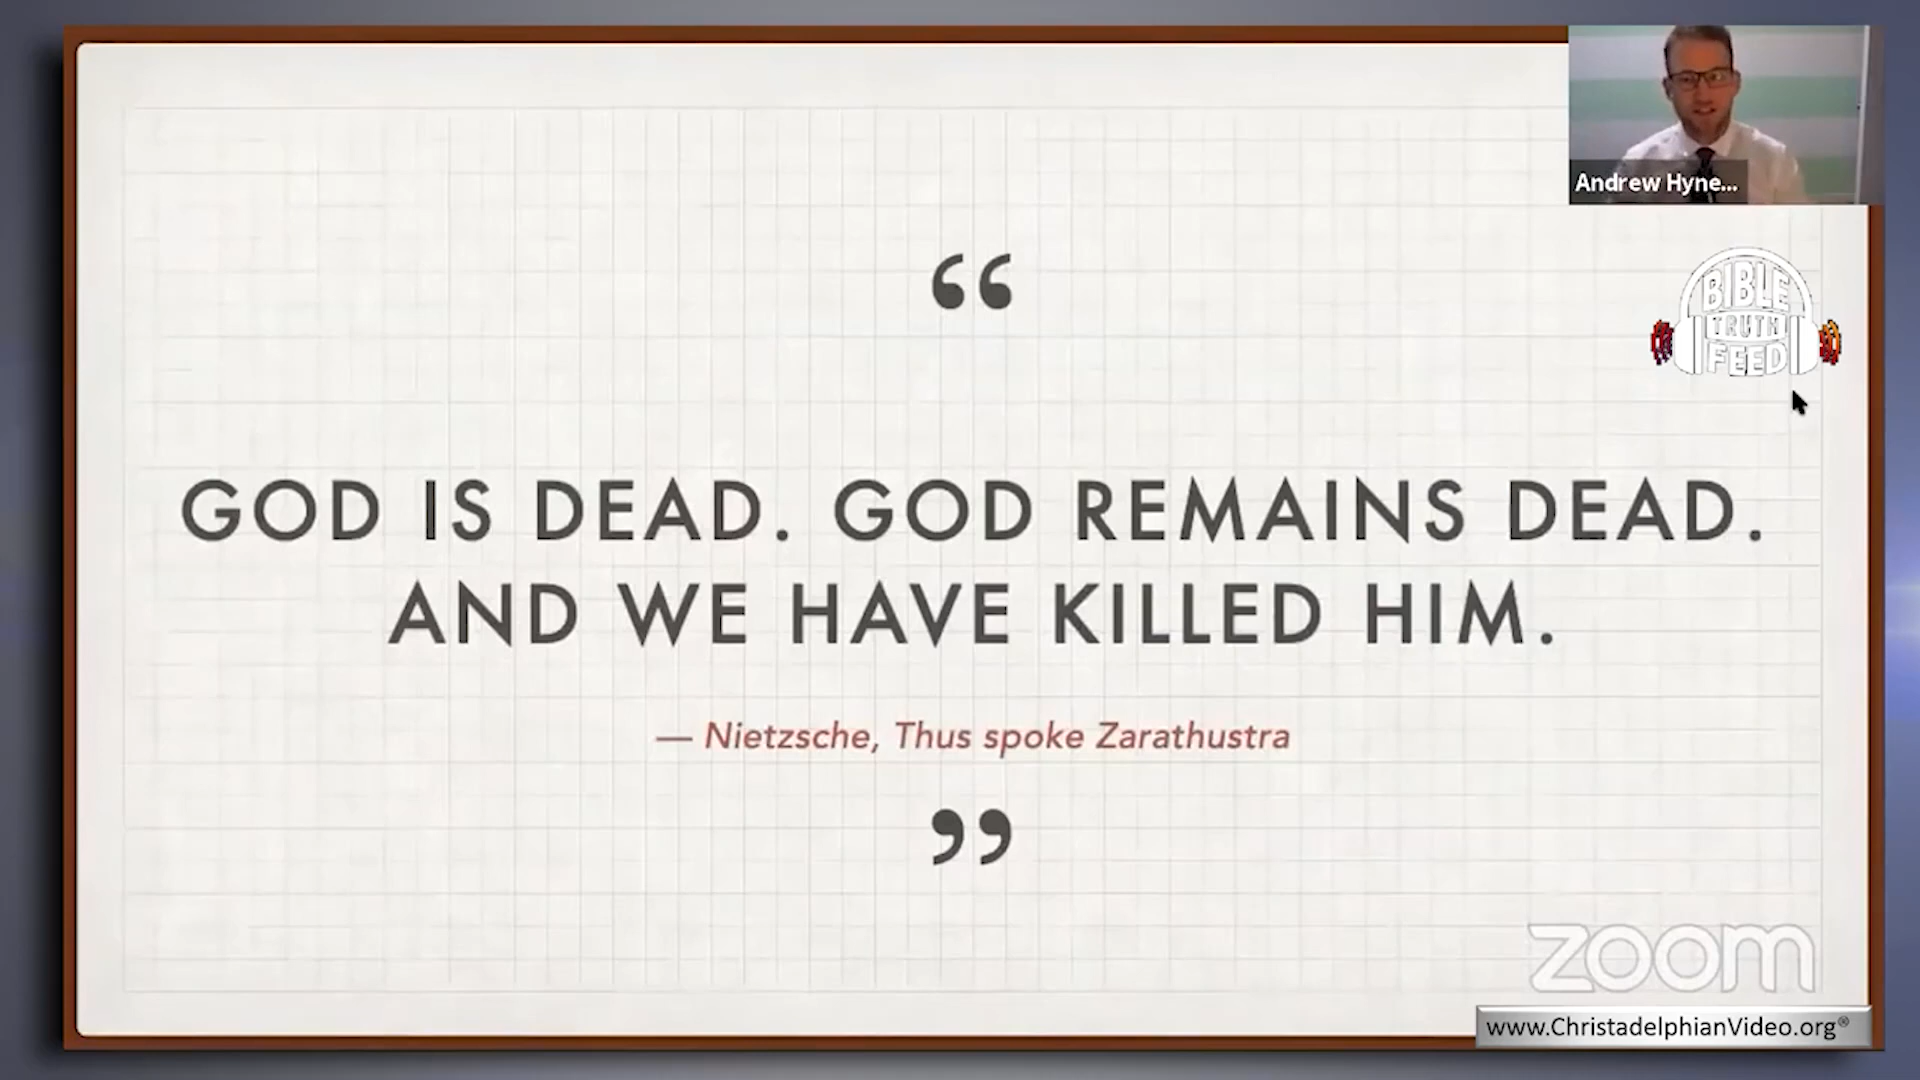 Andrew Hyne...
BIBLE
TRUTH
FEED
“
GOD IS DEAD. GOD REMAINS DEAD.
AND WE HAVE KILLED HIM.
— Nietzsche, Thus spoke Zarathustra
”
zoom
www.ChristadelphianVideo.org®